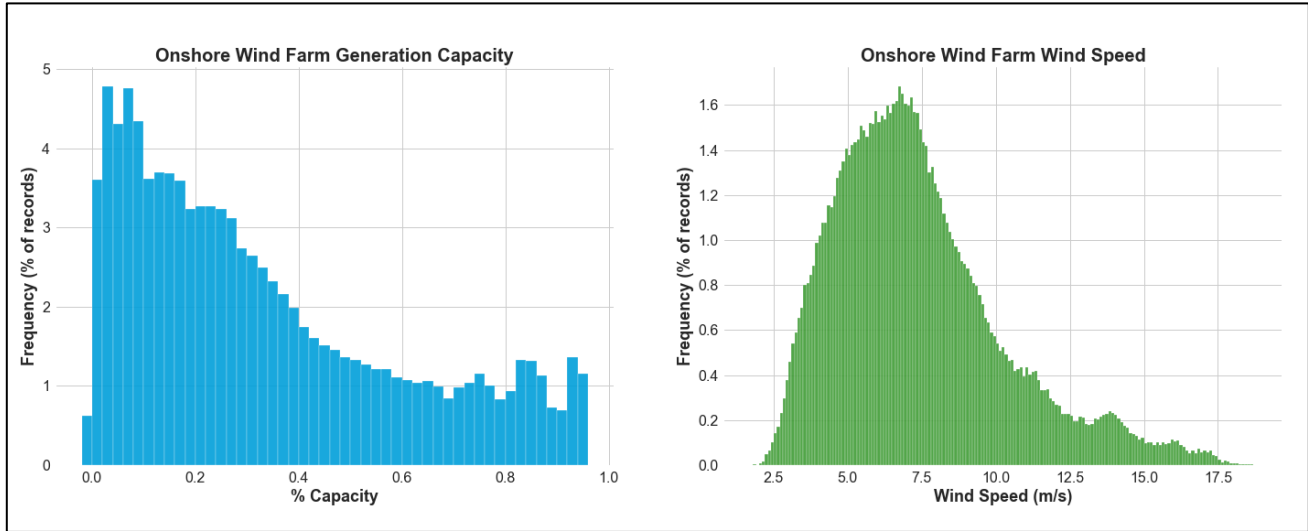 Onshore Wind Farm Generation Capacity
5
4
3
2
1
0
Frequency (% of records)
0.0 0.2 0.4 0.6 0.8 1.0
% Capacity
Onshore Wind Farm Wind Speed
1.6
1.4
1.2
1.0
0.8
0.6
0.4
0.2
0.0
Frequency (% of records)
2.5 5.0 7.5 10.0 12.5 15.0 17.5
Wind Speed (m/s)